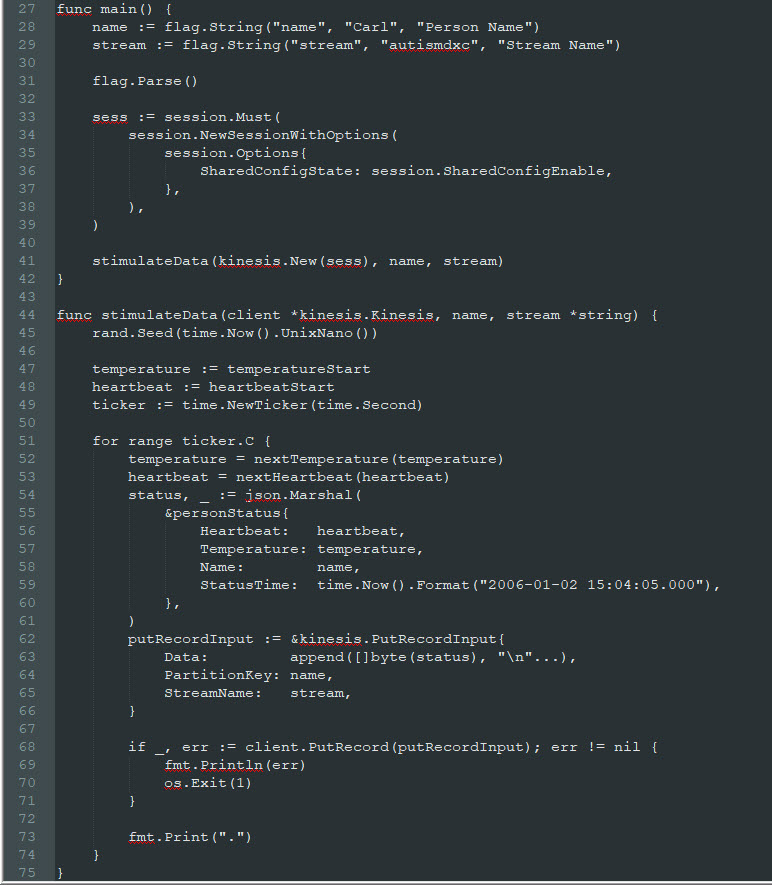 27 func main() {
28     name := flag.String("name", "Carl", "Person Name")
29     stream := flag.String("stream", "autismdxc", "Stream Name")
30
31     flag.Parse()
32
33     sess := session.Must(
34         session.NewSessionWithOptions(
35             session.Options{
36                 SharedConfigState: session.SharedConfigEnable,
37             },
38         ),
39     )
40
41     stimulateData(kinesis.New(sess), name, stream)
42 }
43
44 func stimulateData(client *kinesis.Kinesis, name, stream *string) {
45     rand.Seed(time.Now().UnixNano())
46
47     temperature := temperatureStart
48     heartbeat := heartbeatStart
49     ticker := time.NewTicker(time.Second)
50
51     for range ticker.C {
52         temperature = nextTemperature(temperature)
53         heartbeat = nextHeartbeat(heartbeat)
54         status, _ := json.Marshal(
55             &personStatus{
56                 Heartbeat:   heartbeat,
57                 Temperature: temperature,
58                 Name:        name,
59                 StatusTime:  time.Now().Format("2006-01-02 15:04:05.000"),
60             },
61         )
62         putRecordInput := &kinesis.PutRecordInput{
63             Data:         append([]byte(status), "\n"...),
64             PartitionKey: name,
65             StreamName:   stream,
66         }
67
68         if _, err := client.PutRecord(putRecordInput); err != nil {
69             fmt.Println(err)
70             os.Exit(1)
71         }
72
73         fmt.Print(".")
74     }
75 }